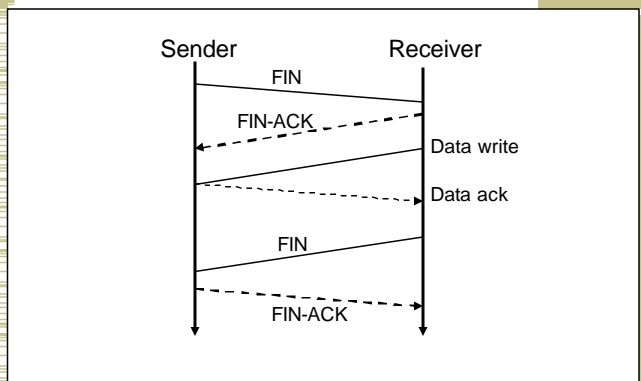 Sender Receiver
FIN
FIN-ACK
Data write
Data ack
FIN
FIN-ACK